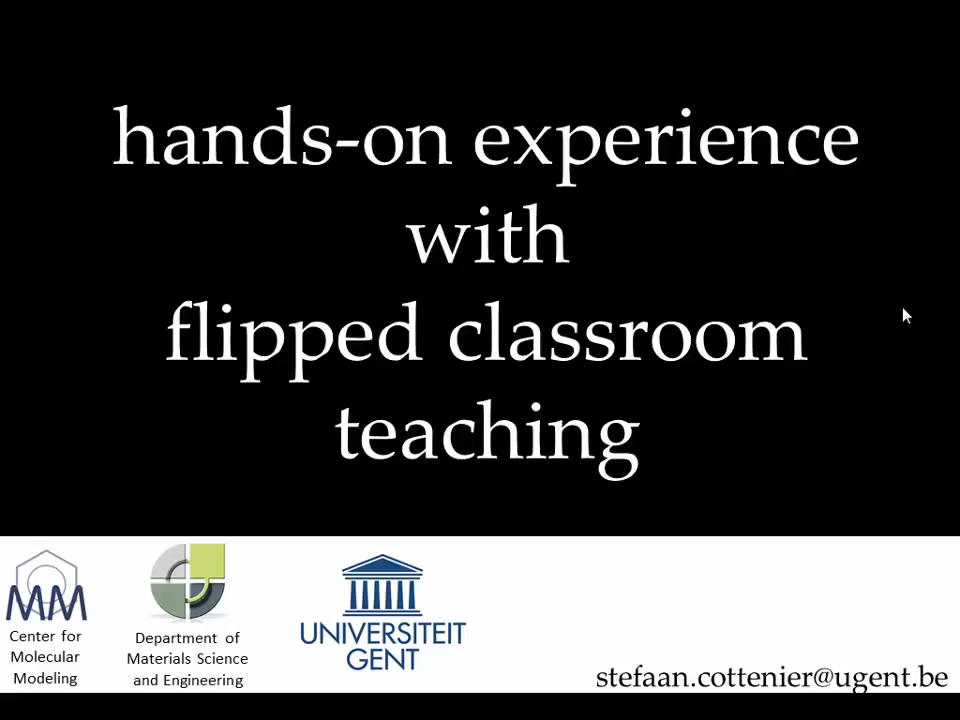 hands-on experience
with
flipped classroom
teaching
MM
Center for
Molecular
Modeling
Department of
Materials Science
and Engineering
UNIVERSITEIT
GENT
stefaan.cottenier@ugent.be